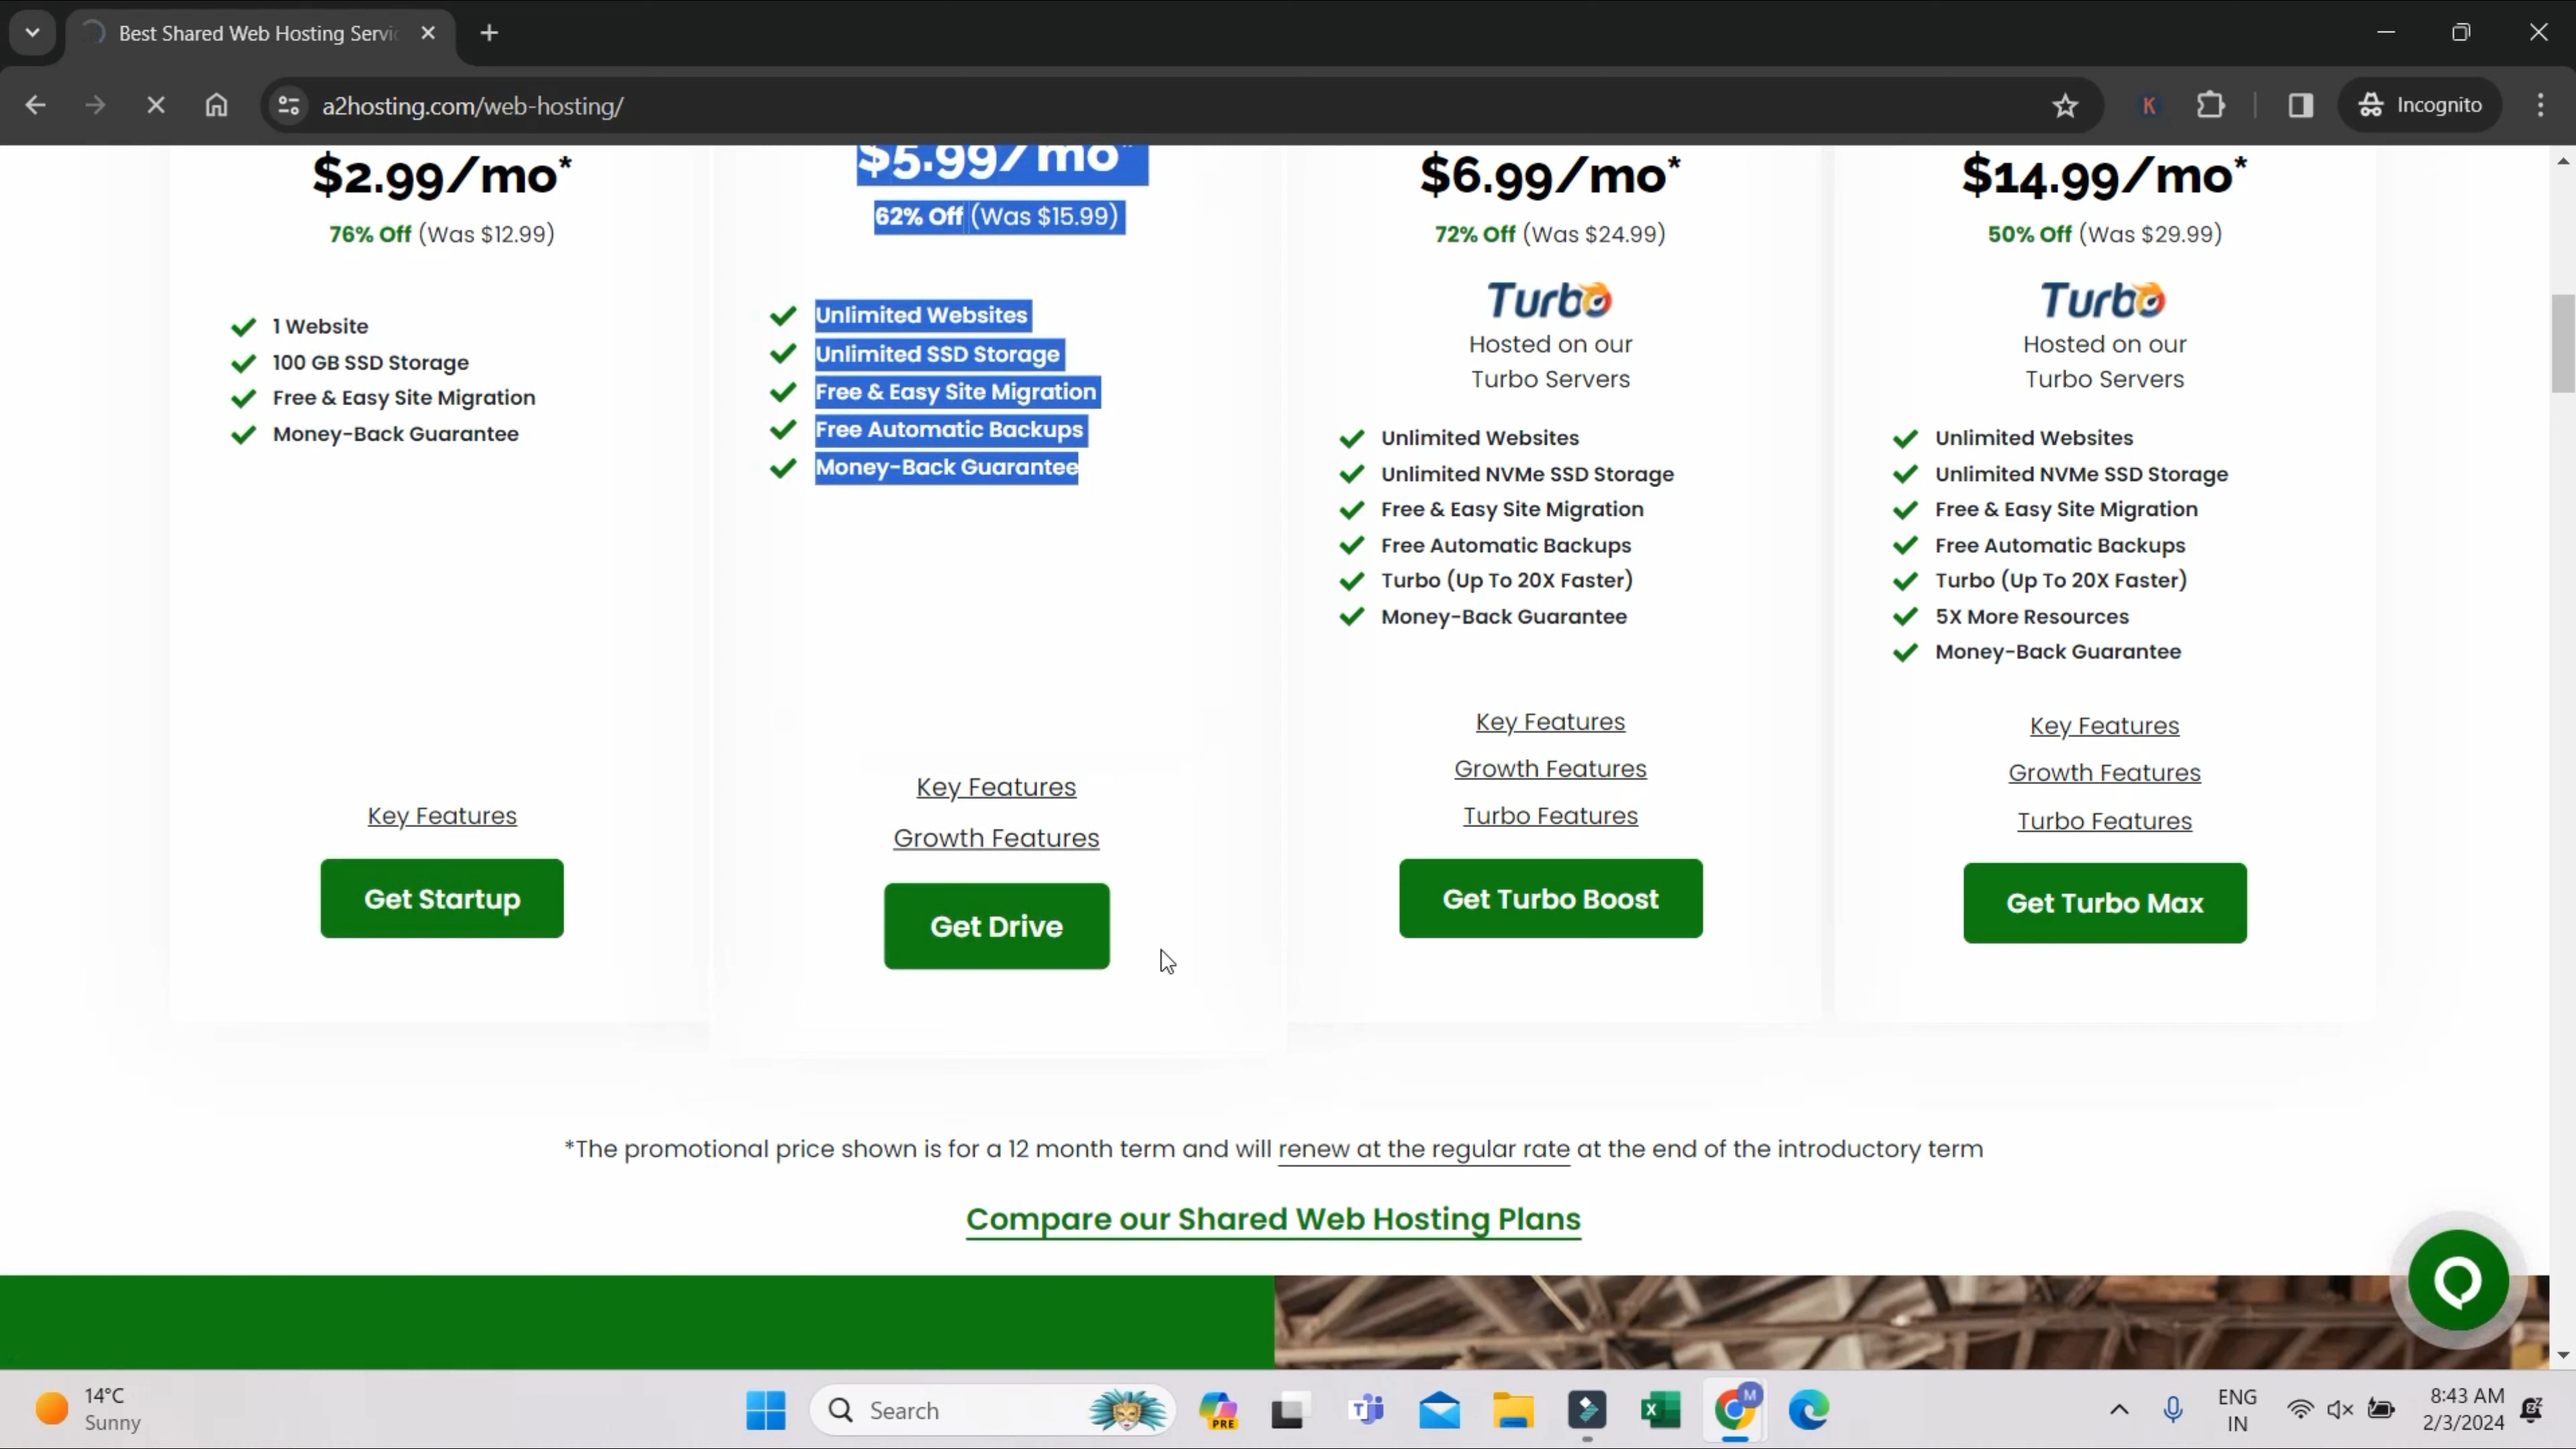 Best Shared Web Hosting Servic
a2hosting.com/web-hosting/
K
Incognito
$2.99/mo*
76% Off (Was $12.99)
1 Website
100 GB SSD Storage
Free & Easy Site Migration
Money-Back Guarantee
Key Features
Get Startup
$5.99/mo*
62% Off (Was $15.99)
Unlimited Websites
Unlimited SSD Storage
Free & Easy Site Migration
Free Automatic Backups
Money-Back Guarantee
Key Features
Growth Features
Get Drive
$6.99/mo*
72% Off (Was $24.99)
Turbo
Hosted on our
Turbo Servers
Unlimited Websites
Unlimited NVMe SSD Storage
Free & Easy Site Migration
Free Automatic Backups
Turbo (Up To 20X Faster)
Money-Back Guarantee
Key Features
Growth Features
Turbo Features
Get Turbo Boost
$14.99/mo*
50% Off (Was $29.99)
Turbo
Hosted on our
Turbo Servers
Unlimited Websites
Unlimited NVMe SSD Storage
Free & Easy Site Migration
Free Automatic Backups
Turbo (Up To 20X Faster)
5X More Resources
Money-Back Guarantee
Key Features
Growth Features
Turbo Features
Get Turbo Max
*The promotional price shown is for a 12 month term and will renew at the regular rate at the end of the introductory term
Compare our Shared Web Hosting Plans
14°C
Sunny
Search
PRE
M
ENG
IN
8:43 AM
2/3/2024